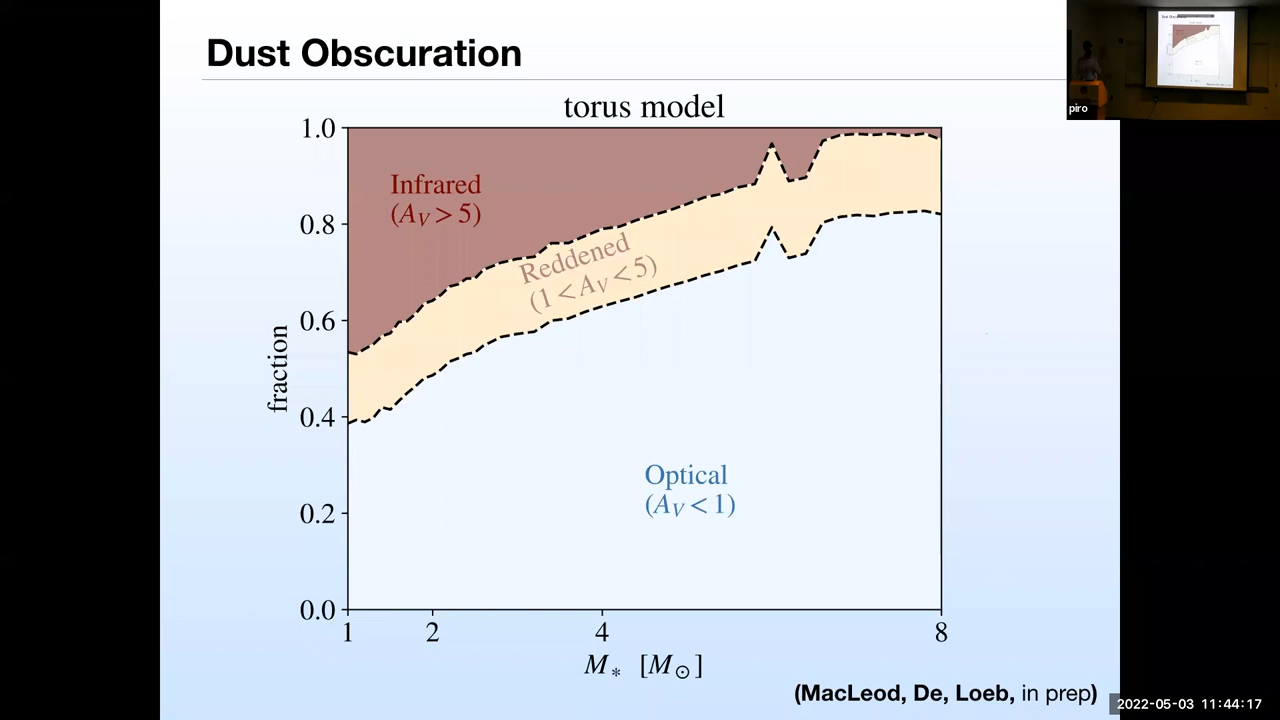 Dust Obscuration
piro
torus model
1.0
0.8
0.6
0.4
0.2
0.0
fraction
Infrared
(A_V > 5)
Reddened
(1 < A_V < 5)
Optical
(A_V < 1)
1 2 4 8
M_* [M_⊙]
(MacLeod, De, Loeb, in prep)
2022-05-03 11:44:17